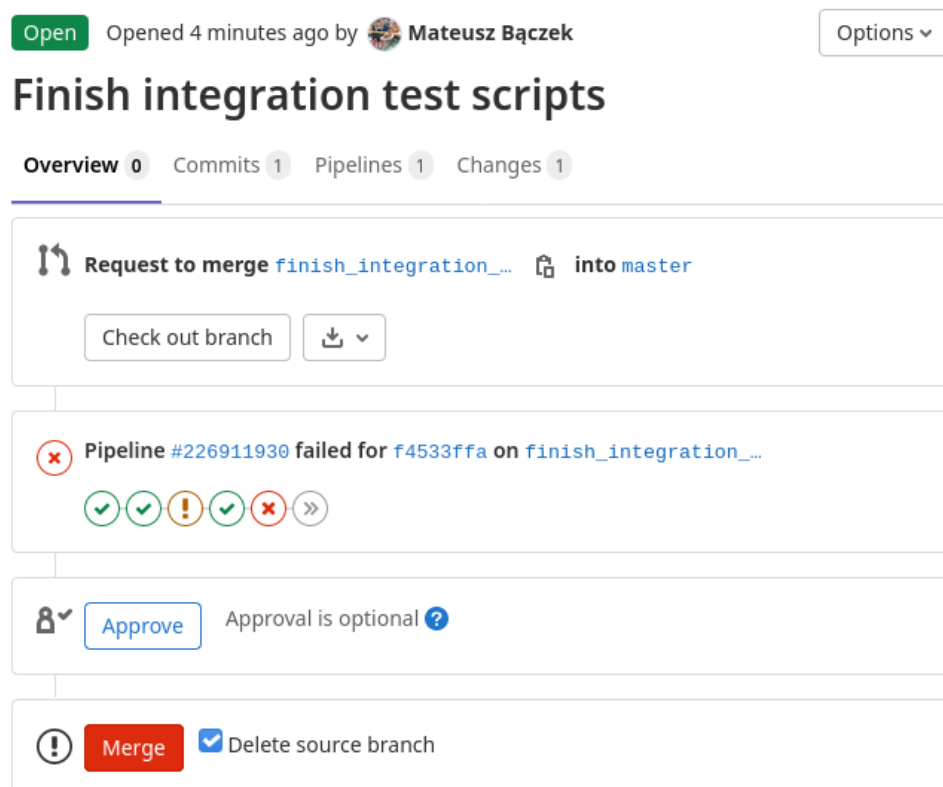 Open Opened 4 minutes ago by Mateusz Bączek Options
Finish integration test scripts
Overview 0 Commits 1 Pipelines 1 Changes 1
Request to merge finish_integration_… into master
Check out branch
Pipeline #226911930 failed for f4533ffa on finish_integration_…
Approve Approval is optional ?
Merge Delete source branch